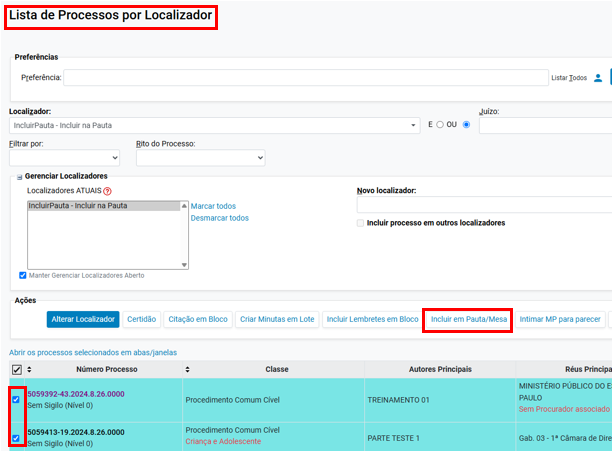 Lista de Processos por Localizador
Preferências
Preferência: Listar Todos
Localizador: Juízo:
IncluirPauta - Incluir na Pauta E OU
Filtrar por: Rito do Processo:
Gerenciar Localizadores
Localizadores ATUAIS Novo localizador:
IncluirPauta - Incluir na Pauta Marcar todos
Desmarcar todos
Incluir processo em outros localizadores
Manter Gerenciar Localizadores Aberto
Ações
Alterar Localizador Certidão Citação em Bloco Criar Minutas em Lote Incluir Lembretes em Bloco Incluir em Pauta/Mesa Intimar MP para parecer
Abrir os processos selecionados em abas/janelas
Número Processo Classe Autores Principais Réus Principa
5059392-43.2024.8.26.0000 Procedimento Comum Cível TREINAMENTO 01 MINISTÉRIO PÚBLICO DO E
Sem Sigilo (Nível 0) PAULO
Sem Procurador associado
5059413-19.2024.8.26.0000 Procedimento Comum Cível PARTE TESTE 1 Gab. 03 - 1ª Câmara de Dire
Sem Sigilo (Nível 0) Criança e Adolescente